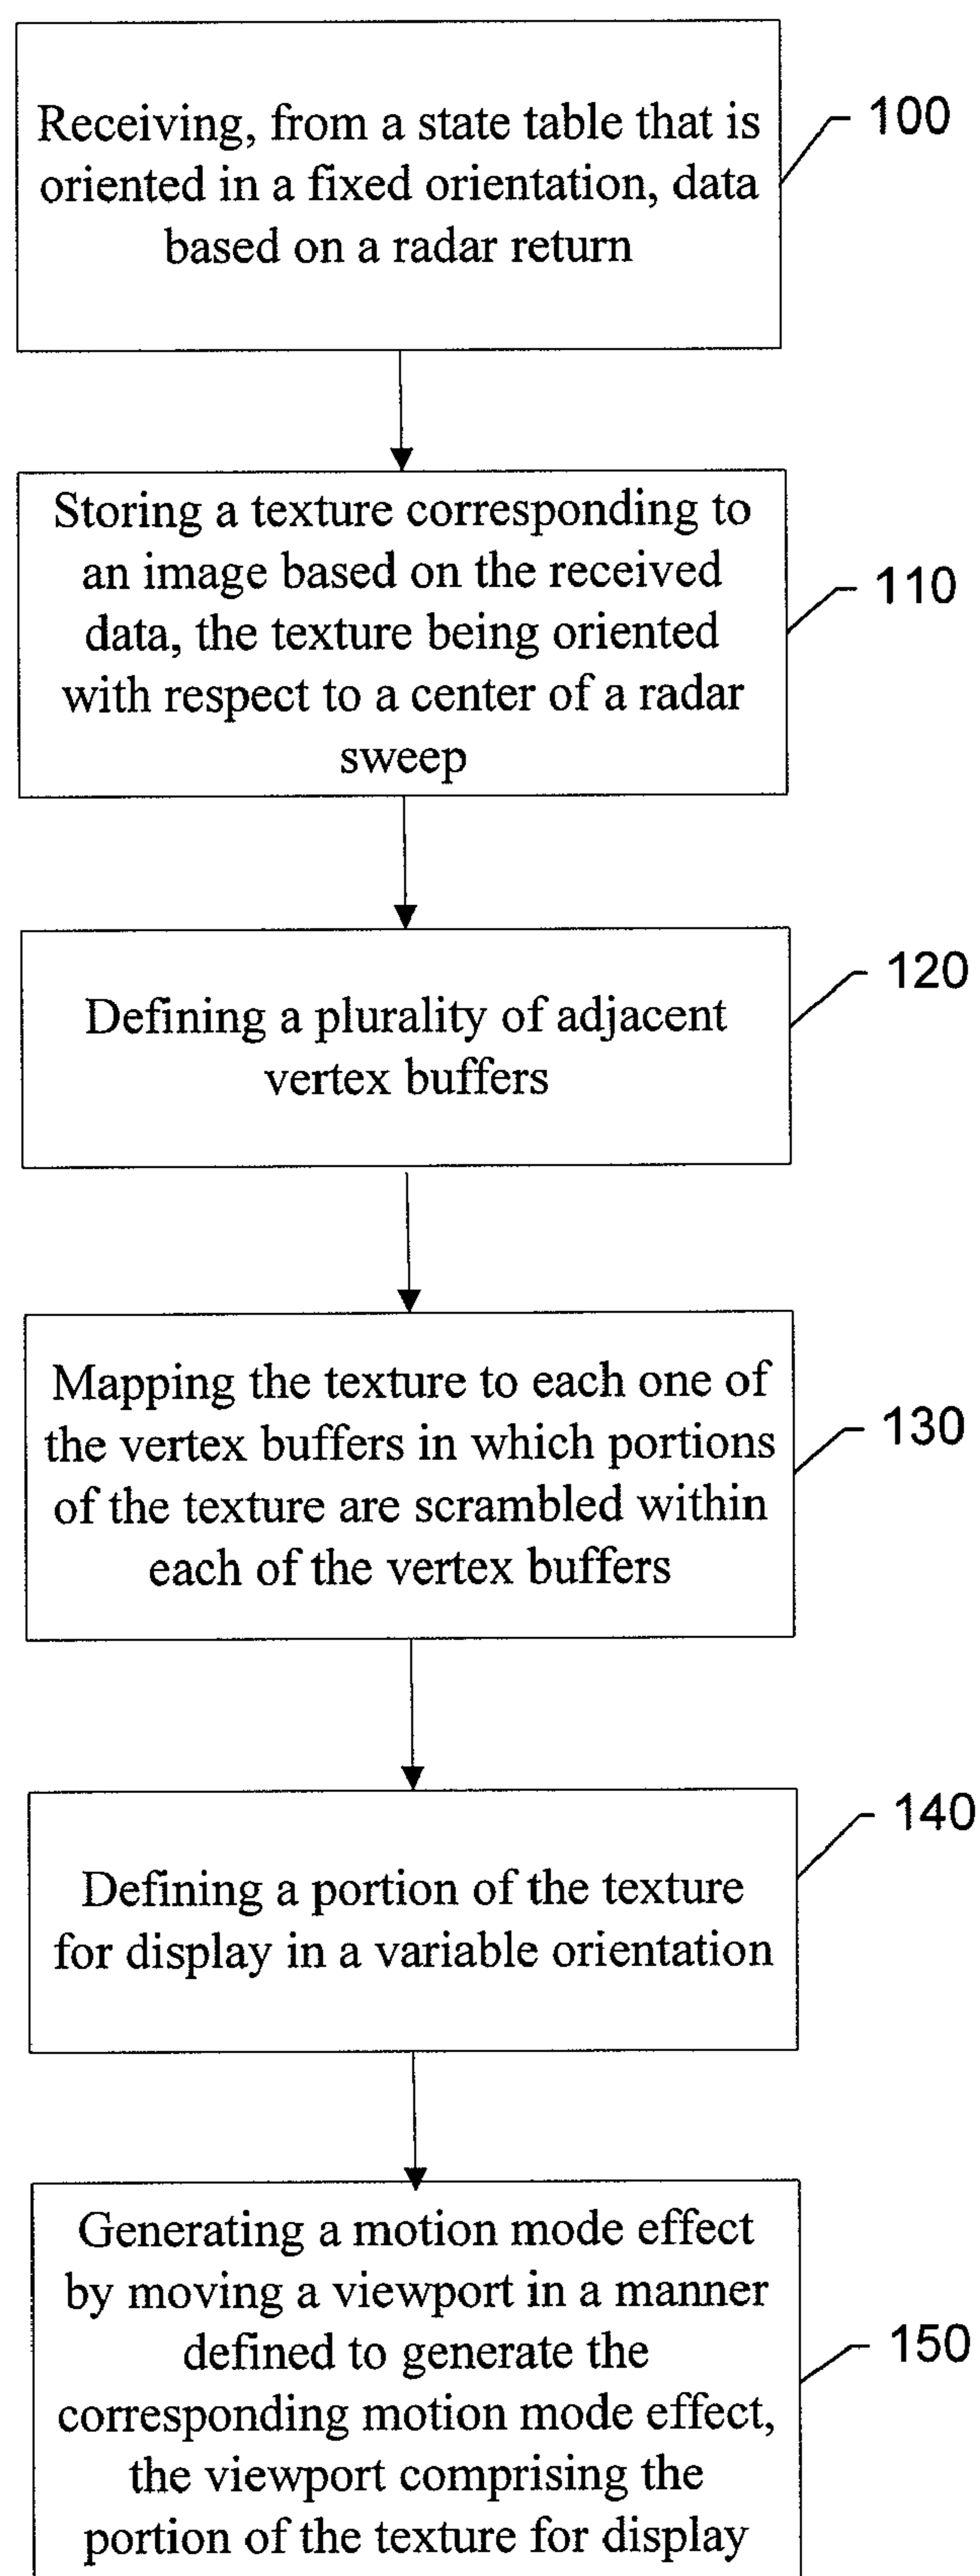 Receiving, from a state table that is
oriented in a fixed orientation, data
based on a radar return
100
Storing a texture corresponding to
an image based on the received
data, the texture being oriented
with respect to a center of a radar
sweep
110
Defining a plurality of adjacent
vertex buffers
120
Mapping the texture to each one of
the vertex buffers in which portions
of the texture are scrambled within
each of the vertex buffers
130
Defining a portion of the texture
for display in a variable orientation
140
Generating a motion mode effect
by moving a viewport in a manner
defined to generate the
corresponding motion mode effect,
the viewport comprising the
portion of the texture for display
150